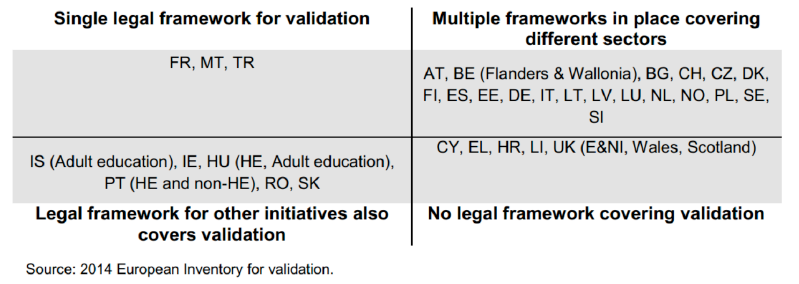 Single legal framework for validation
Multiple frameworks in place covering
different sectors
FR, MT, TR
AT, BE (Flanders & Wallonia), BG, CH, CZ, DK,
FI, ES, EE, DE, IT, LT, LV, LU, NL, NO, PL, SE,
SI
IS (Adult education), IE, HU (HE, Adult education),
PT (HE and non-HE), RO, SK
CY, EL, HR, LI, UK (E&NI, Wales, Scotland)
Legal framework for other initiatives also
covers validation
No legal framework covering validation
Source: 2014 European Inventory for validation.